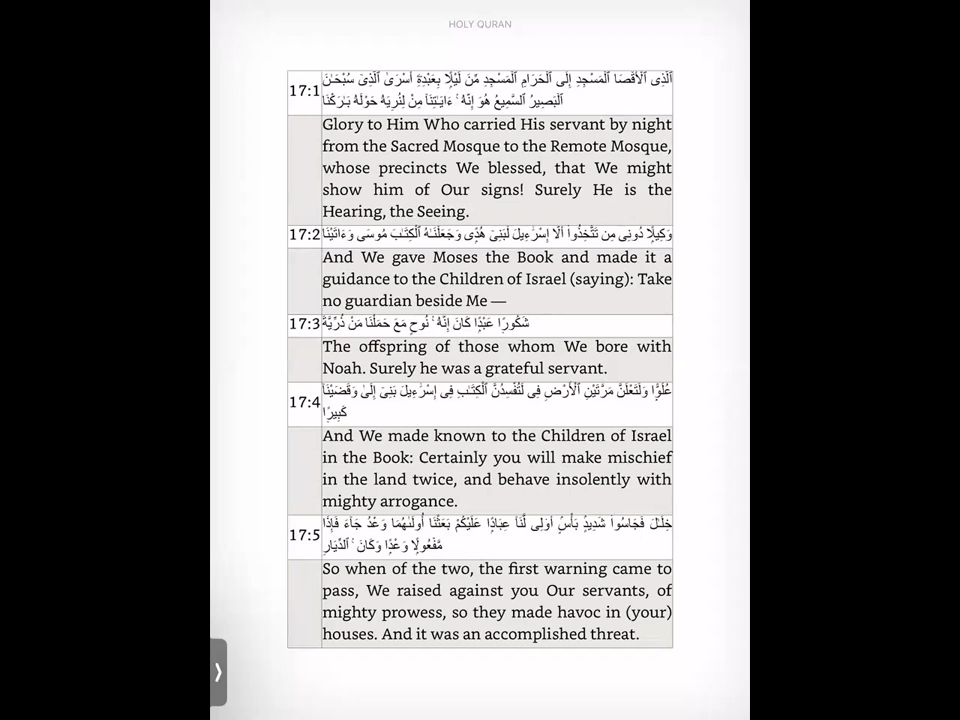 HOLY QURAN
ٱلَّذِى ٱلْأَقْصَا ٱلْمَسْجِدِ إِلَى ٱلْحَرَامِ ٱلْمَسْجِدِ مِّنَ لَيْلًا بِعَبْدِهِۦ أَسْرَىٰ ٱلَّذِىٓ سُبْحَـٰنَ
17:1
ٱلْبَصِيرُ ٱلسَّمِيعُ هُوَ إِنَّهُۥ ۚ ءَايَـٰتِنَآ مِنْ لِنُرِيَهُۥ حَوْلَهُۥ بَـٰرَكْنَا
Glory to Him Who carried His servant by night
from the Sacred Mosque to the Remote Mosque,
whose precincts We blessed, that We might
show him of Our signs! Surely He is the
Hearing, the Seeing.
17:2 وَكِيلًا دُونِى مِن تَتَّخِذُوا۟ أَلَّا إِسْرَٰٓءِيلَ لِّبَنِىٓ هُدًى وَجَعَلْنَـٰهُ ٱلْكِتَـٰبَ مُوسَى وَءَاتَيْنَا
And We gave Moses the Book and made it a
guidance to the Children of Israel (saying): Take
no guardian beside Me —
17:3 شَكُورًا عَبْدًا كَانَ إِنَّهُۥ ۚ نُوحٍ مَعَ حَمَلْنَا مَنْ ذُرِّيَّةَ
The offspring of those whom We bore with
Noah. Surely he was a grateful servant.
عُلُوًّا وَلَتَعْلُنَّ مَرَّتَيْنِ ٱلْأَرْضِ فِى لَتُفْسِدُنَّ ٱلْكِتَـٰبِ فِى إِسْرَٰٓءِيلَ بَنِىٓ إِلَىٰ وَقَضَيْنَآ
17:4
كَبِيرًا
And We made known to the Children of Israel
in the Book: Certainly you will make mischief
in the land twice, and behave insolently with
mighty arrogance.
خِلَـٰلَ فَجَاسُوا۟ شَدِيدٍ بَأْسٍ أُو۟لِى لَّنَآ عِبَادًا عَلَيْكُمْ بَعَثْنَا أُولَىٰهُمَا وَعْدُ جَآءَ فَإِذَا
17:5
مَّفْعُولًا وَعْدًا وَكَانَ ۚ ٱلدِّيَارِ
So when of the two, the first warning came to
pass, We raised against you Our servants, of
mighty prowess, so they made havoc in (your)
houses. And it was an accomplished threat.